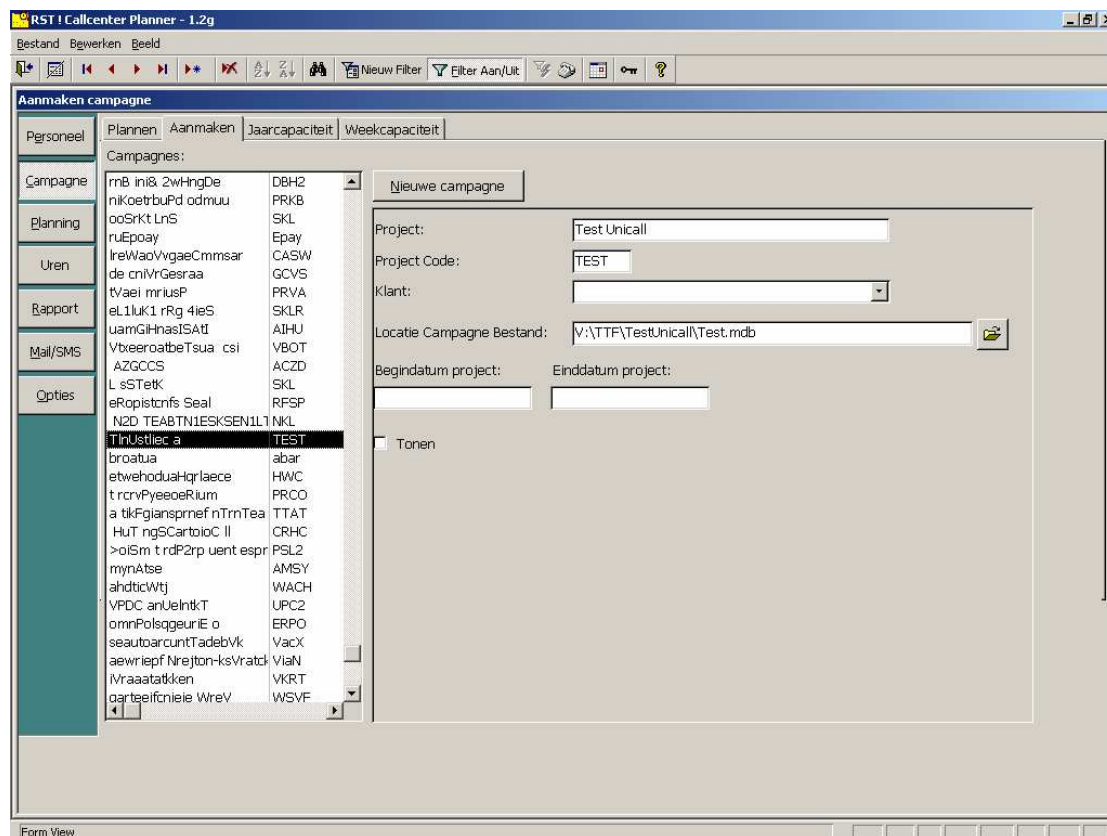 RST ! Callcenter Planner - 1.2g
Bestand Bewerken Beeld
Nieuw Filter Filter Aan/Uit
Aanmaken campagne
Personeel
Campagne
Planning
Uren
Rapport
Mail/SMS
Opties
Plannen Aanmaken Jaarcapaciteit Weekcapaciteit
Campagnes:
rnB ini& 2wHngDe DBH2
niKoetrbuPd odmuu PRKB
ooSrKt LnS SKL
ruEpoay Epay
lreWaoVvgaeCmmsar CASW
de cniVrGesraa GCVS
tVaei mriusP PRVA
eL1luK1 rRg 4ieS SKLR
uamGiHnasISAtI AIHU
VtxeeroatbeTsua csi VBOT
AZGCCS ACZD
L sSTetK SKL
eRopistcnfs Seal RFSP
N2D TEABTN1ESKSEN1LT NKL
TlnUstliec a TEST
broatua abar
etwehoduaHqrlaece HWC
t rcrvPyeeoeRium PRCO
a tikFgiansprnef nTrnTea TTAT
HuT ngSCartoioC ll CRHC
>oiSm t rdP2rp uent espr PSL2
mynAtse AMSY
ahdticWtj WACH
VPDC anUelntkT UPC2
omnPolsqgeuriE o ERPO
seautoarcuntTadebVk VacX
aewriepf Nrejton-ksVratck ViaN
iVraaatatkken VKRT
garteeifcnieie WreV WSVF
Nieuwe campagne
Project: Test Unicall
Project Code: TEST
Klant:
Locatie Campagne Bestand: V:\TTF\TestUnicall\Test.mdb
Begindatum project: Einddatum project:
Tonen
Form View